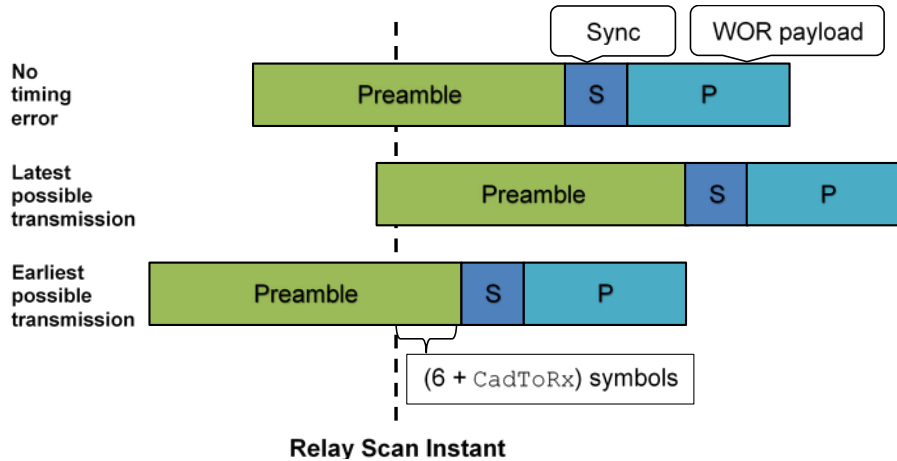 Sync
WOR payload
No
timing
error
Preamble
S
P
Latest
possible
transmission
Preamble
S
P
Earliest
possible
transmission
Preamble
S
P
(6 + CadToRx) symbols
Relay Scan Instant